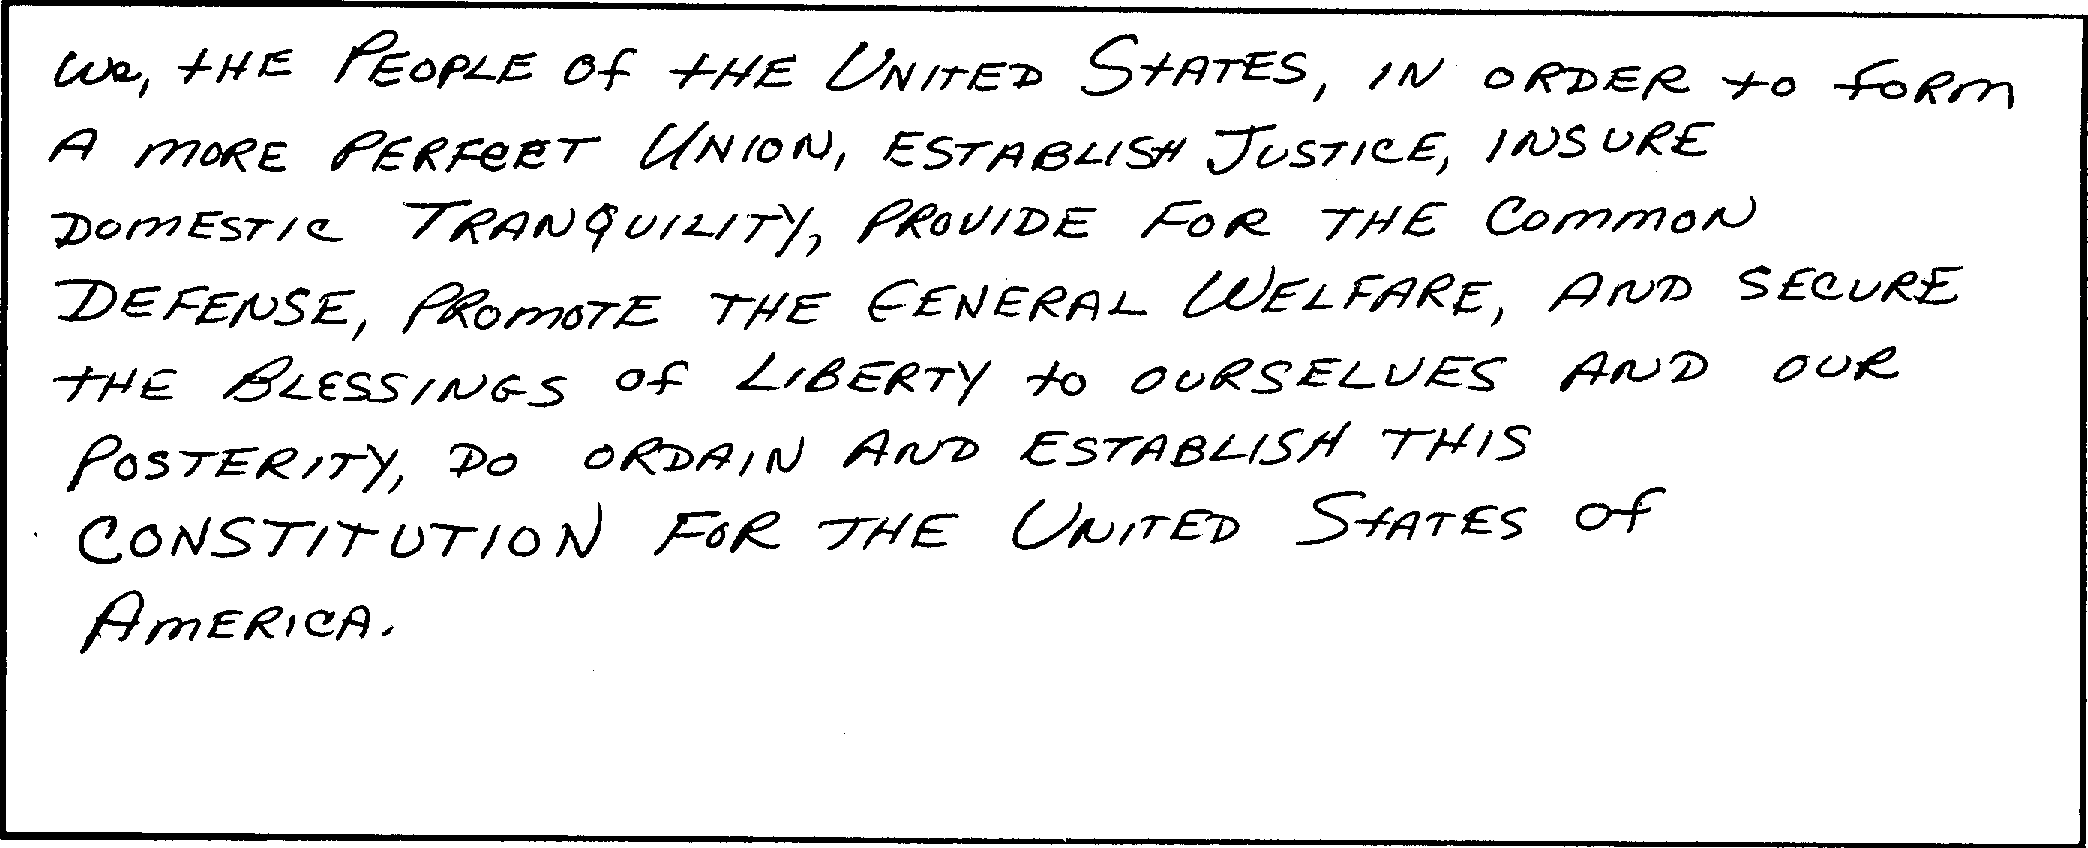 We, the People of the United States, in order to form
a more perfect Union, establish Justice, insure
domestic Tranquility, provide for the Common
Defense, promote the General Welfare, and secure
the Blessings of Liberty to ourselves and our
posterity, do ordain and establish this
Constitution for the United States of
America.